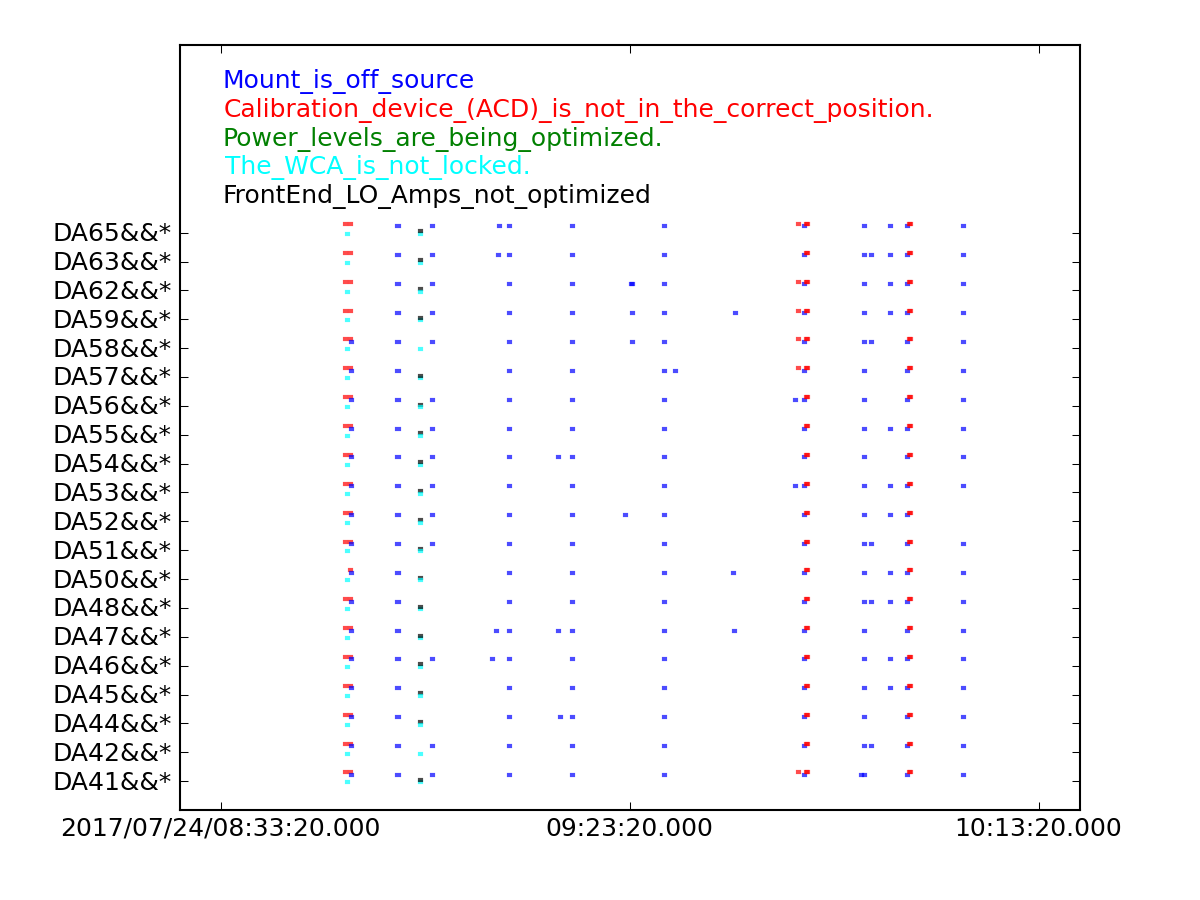 Mount_is_off_source
Calibration_device_(ACD)_is_not_in_the_correct_position.
Power_levels_are_being_optimized.
The_WCA_is_not_locked.
FrontEnd_LO_Amps_not_optimized
DA65&&*
DA63&&*
DA62&&*
DA59&&*
DA58&&*
DA57&&*
DA56&&*
DA55&&*
DA54&&*
DA53&&*
DA52&&*
DA51&&*
DA50&&*
DA48&&*
DA47&&*
DA46&&*
DA45&&*
DA44&&*
DA42&&*
DA41&&*
2017/07/24/08:33:20.000 09:23:20.000 10:13:20.000